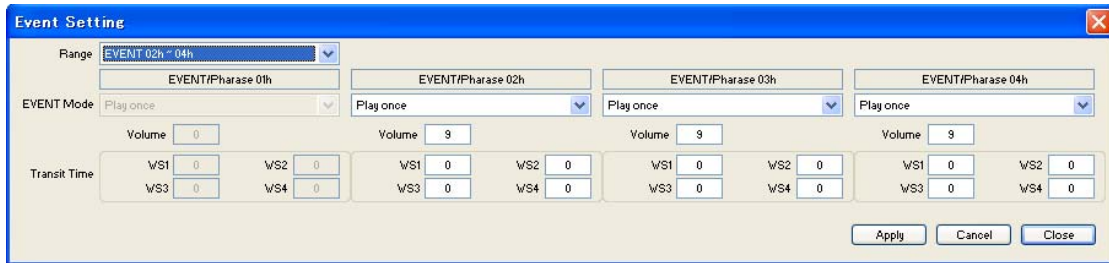 Event Setting
Range EVENT 02h ~ 04h
EVENT/Pharase 01h EVENT/Pharase 02h EVENT/Pharase 03h EVENT/Pharase 04h
EVENT Mode Play once Play once Play once Play once
Volume 0 Volume 9 Volume 9 Volume 9
Transit Time
WS1 0 WS2 0 WS1 0 WS2 0 WS1 0 WS2 0 WS1 0 WS2 0
WS3 0 WS4 0 WS3 0 WS4 0 WS3 0 WS4 0 WS3 0 WS4 0
Apply Cancel Close